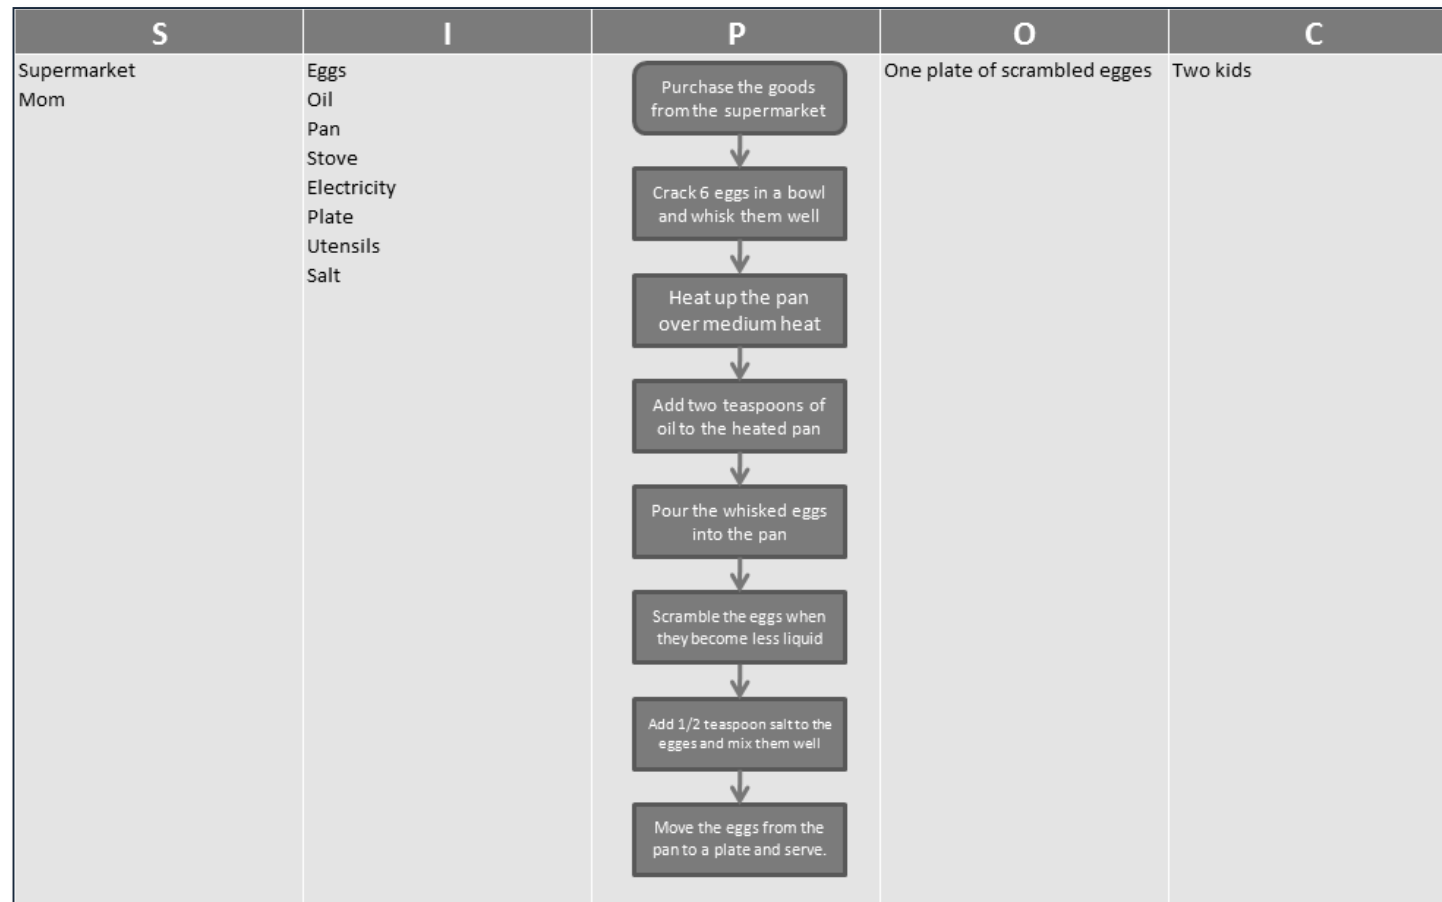 S I P O C
Supermarket
Mom
Eggs
Oil
Pan
Stove
Electricity
Plate
Utensils
Salt
Purchase the goods
from the supermarket
Crack 6 eggs in a bowl
and whisk them well
Heat up the pan
over medium heat
Add two teaspoons of
oil to the heated pan
Pour the whisked eggs
into the pan
Scramble the eggs when
they become less liquid
Add 1/2 teaspoon salt to the
egges and mix them well
Move the eggs from the
pan to a plate and serve.
One plate of scrambled egges
Two kids